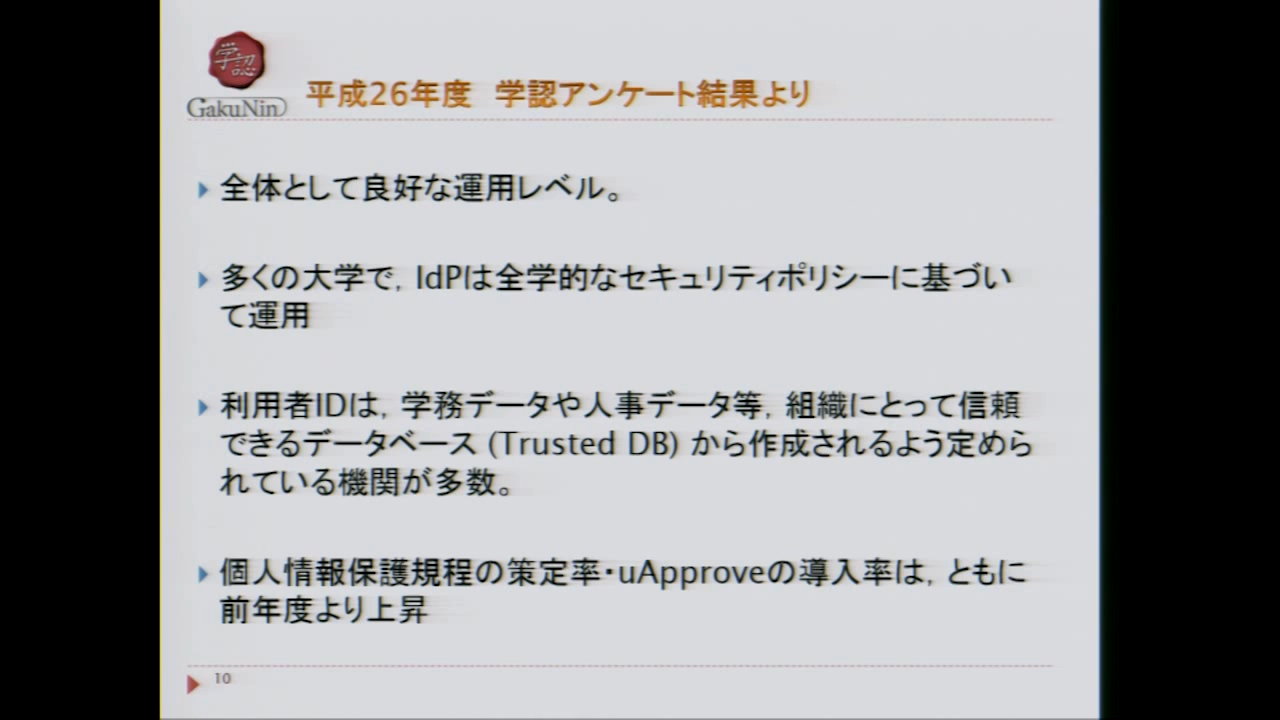 学認
GakuNin
平成26年度 学認アンケート結果より
全体として良好な運用レベル。
多くの大学で, IdPは全学的なセキュリティポリシーに基づい
て運用
利用者IDは, 学務データや人事データ等, 組織にとって信頼
できるデータベース (Trusted DB) から作成されるよう定めら
れている機関が多数。
個人情報保護規程の策定率・uApproveの導入率は, ともに
前年度より上昇
10